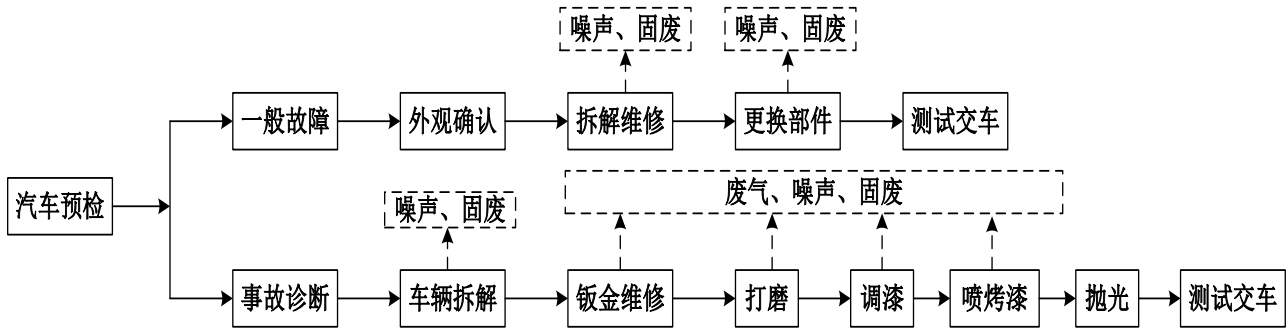 噪声、固废
噪声、固废
一般故障
外观确认
拆解维修
更换部件
测试交车
汽车预检
噪声、固废
废气、噪声、固废
事故诊断
车辆拆解
钣金维修
打磨
调漆
喷烤漆
抛光
测试交车